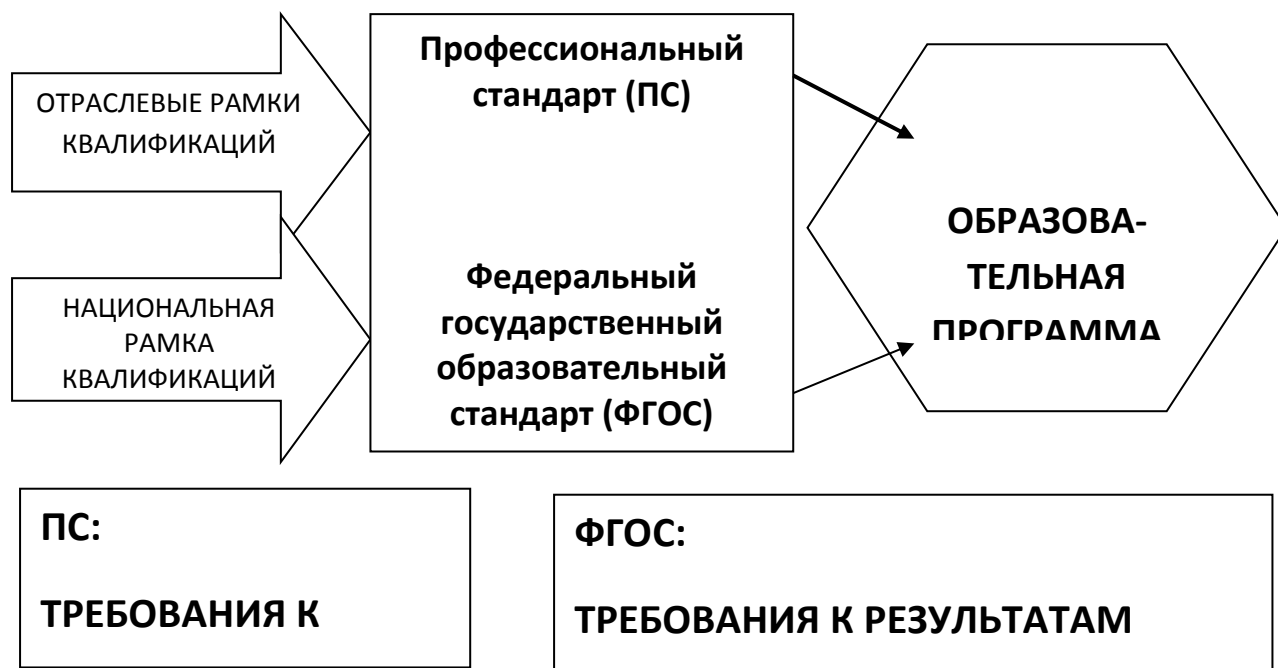 ОТРАСЛЕВЫЕ РАМКИ
КВАЛИФИКАЦИЙ
НАЦИОНАЛЬНАЯ
РАМКА
КВАЛИФИКАЦИЙ
Профессиональный
стандарт (ПС)
Федеральный
государственный
образовательный
стандарт (ФГОС)
ОБРАЗОВА-
ТЕЛЬНАЯ
ПРОГРАММА
ПС:
ТРЕБОВАНИЯ К
ФГОС:
ТРЕБОВАНИЯ К РЕЗУЛЬТАТАМ